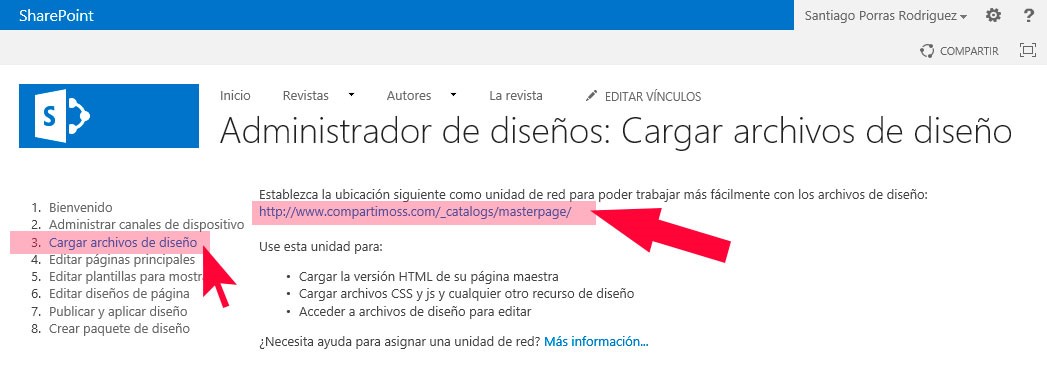 SharePoint
Santiago Porras Rodriguez
?
COMPARTIR
S
Inicio Revistas Autores La revista EDITAR VÍNCULOS
Administrador de diseños: Cargar archivos de diseño
1. Bienvenido
2. Administrar canales de dispositivo
3. Cargar archivos de diseño
4. Editar páginas principales
5. Editar plantillas para mostra
6. Editar diseños de página
7. Publicar y aplicar diseño
8. Crear paquete de diseño
Establezca la ubicación siguiente como unidad de red para poder trabajar más fácilmente con los archivos de diseño:
http://www.compartimoss.com/_catalogs/masterpage/
Use esta unidad para:
• Cargar la versión HTML de su página maestra
• Cargar archivos CSS y js y cualquier otro recurso de diseño
• Acceder a archivos de diseño para editar
¿Necesita ayuda para asignar una unidad de red? Más información...